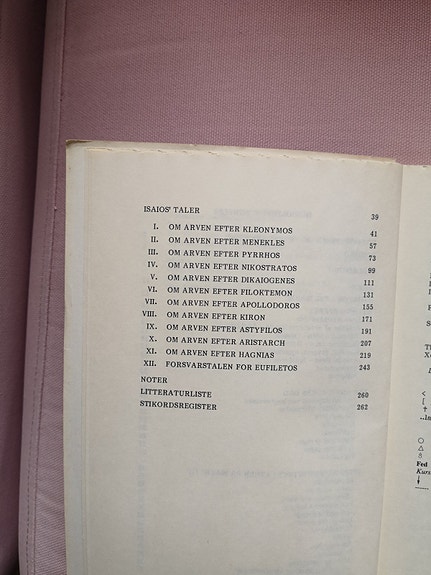 ISAIOS' TALER 39
I. OM ARVEN EFTER KLEONYMOS 41
II. OM ARVEN EFTER MENEKLES 57
III. OM ARVEN EFTER PYRRHOS 73
IV. OM ARVEN EFTER NIKOSTRATOS 99
V. OM ARVEN EFTER DIKAIOGENES 111
VI. OM ARVEN EFTER FILOKTEMON 131
VII. OM ARVEN EFTER APOLLODOROS 155
VIII. OM ARVEN EFTER KIRON 171
IX. OM ARVEN EFTER ASTYFILOS 191
X. OM ARVEN EFTER ARISTARCH 207
XI. OM ARVEN EFTER HAGNIAS 219
XII. FORSVARSTALEN FOR EUFILETOS 243
NOTER
LITTERATURLISTE 260
STIKORDSREGISTER 262
Fed
Kurs